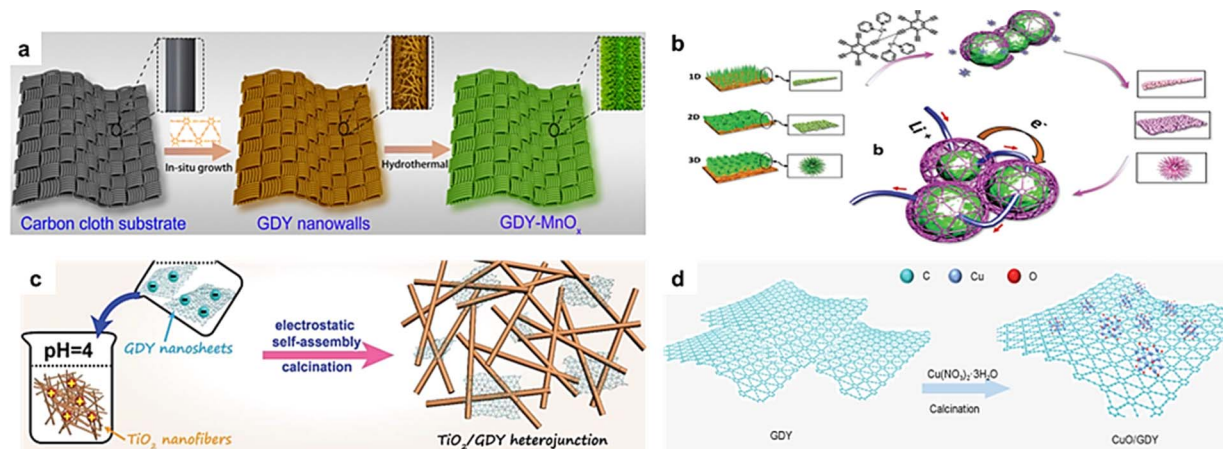 a
In-situ growth
Hydrothermal
Carbon cloth substrate
GDY nanowalls
GDY-MnOₓ
b
1D
2D
3D
Li⁺
e⁻
b
c
GDY nanosheets
pH=4
TiO₂ nanofibers
electrostatic
self-assembly
calcination
TiO₂/GDY heterojunction
d
C Cu O
Cu(NO₃)₂·3H₂O
Calcination
GDY
CuO/GDY